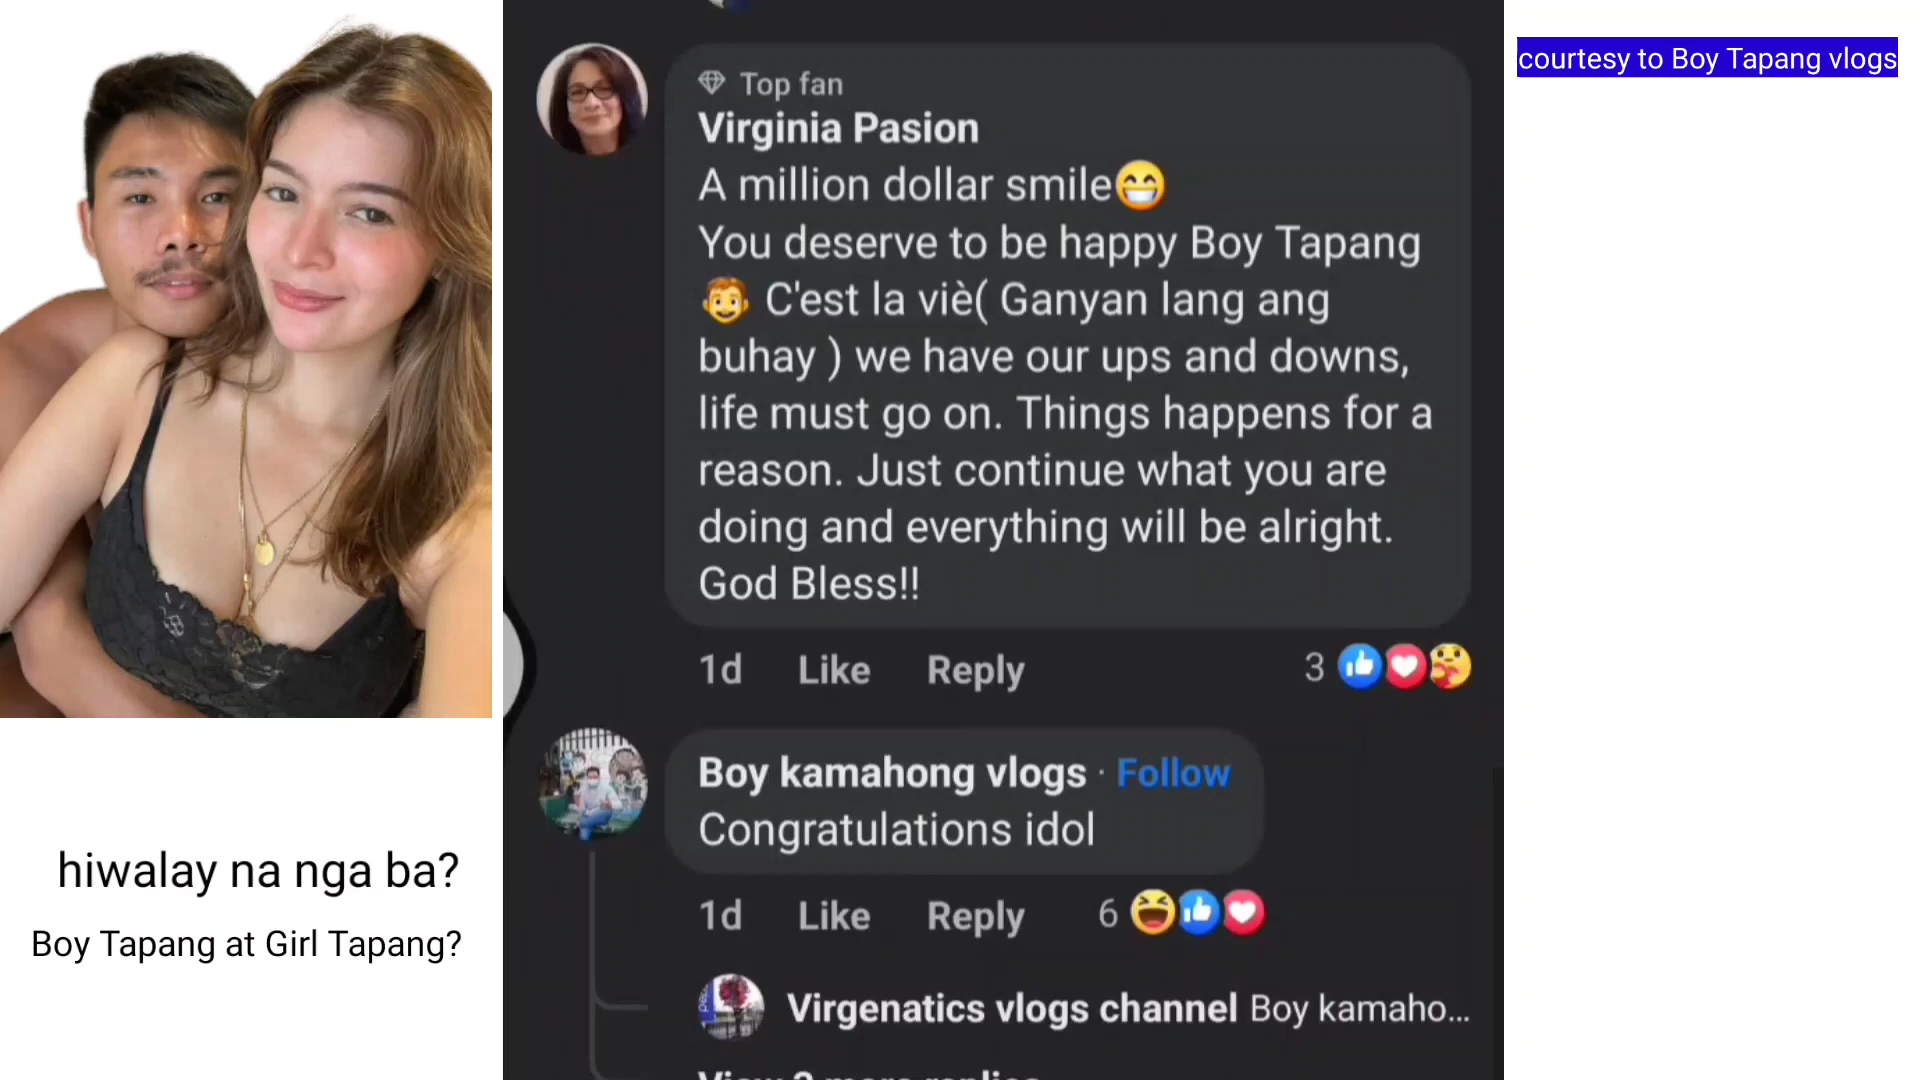 courtesy to Boy Tapang vlogs
Top fan
Virginia Pasion
A million dollar smile😁
You deserve to be happy Boy Tapang
🧔 C'est la viè( Ganyan lang ang
buhay ) we have our ups and downs,
life must go on. Things happens for a
reason. Just continue what you are
doing and everything will be alright.
God Bless!!
1d Like Reply 3
Boy kamahong vlogs · Follow
Congratulations idol
1d Like Reply 6
Virgenatics vlogs channel Boy kamaho...
hiwalay na nga ba?
Boy Tapang at Girl Tapang?